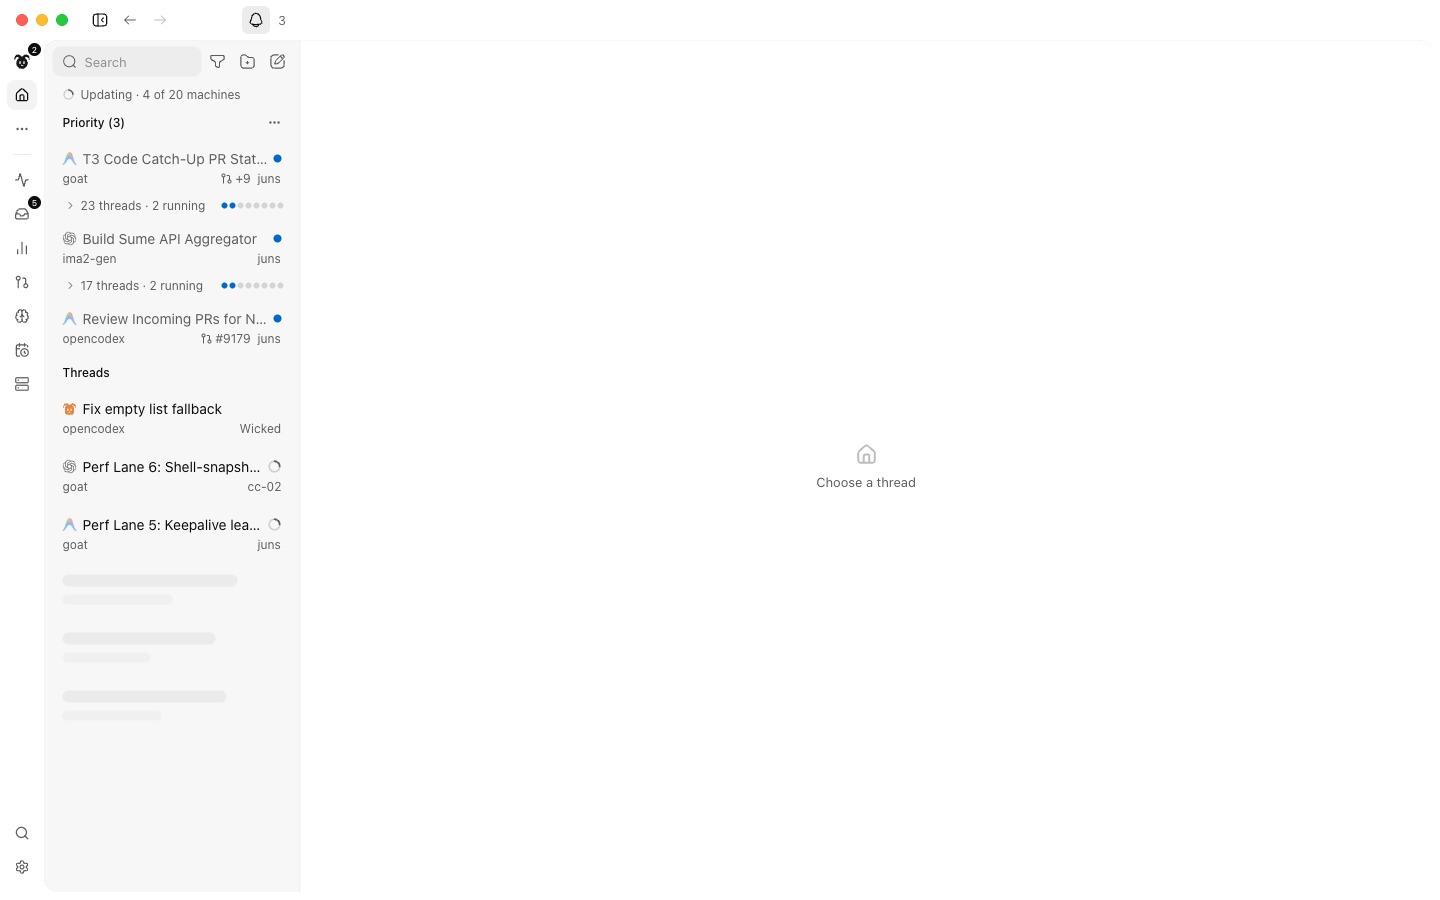 3
2
Search
Updating · 4 of 20 machines
Priority (3)
T3 Code Catch-Up PR Stat...
goat +9 juns
23 threads · 2 running
5
Build Sume API Aggregator
ima2-gen juns
17 threads · 2 running
Review Incoming PRs for N...
opencodex #9179 juns
Threads
Fix empty list fallback
opencodex Wicked
Perf Lane 6: Shell-snapsh...
goat cc-02
Perf Lane 5: Keepalive lea...
goat juns
Choose a thread